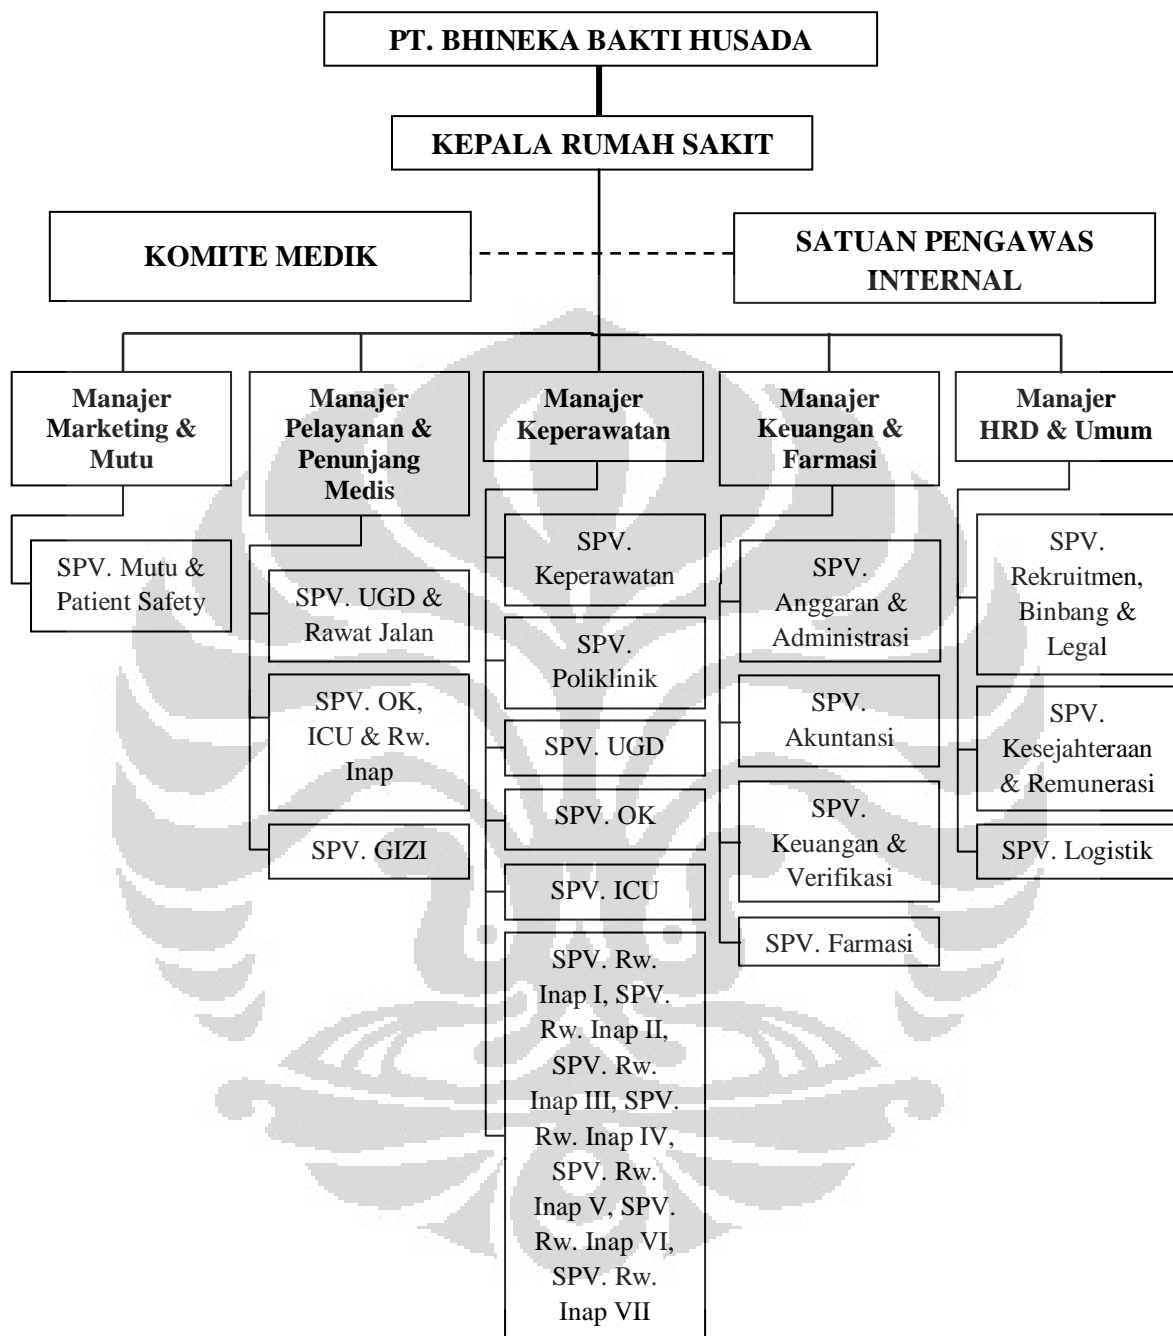 PT. BHINEKA BAKTI HUSADA
KEPALA RUMAH SAKIT
KOMITE MEDIK
SATUAN PENGAWAS
INTERNAL
Manajer
Marketing &
Mutu
SPV. Mutu &
Patient Safety
Manajer
Pelayanan &
Penunjang
Medis
SPV. UGD &
Rawat Jalan
SPV. OK,
ICU & Rw.
Inap
SPV. GIZI
Manajer
Keperawatan
SPV.
Keperawatan
SPV.
Poliklinik
SPV. UGD
SPV. OK
SPV. ICU
SPV. Rw.
Inap I, SPV.
Rw. Inap II,
SPV. Rw.
Inap III, SPV.
Rw. Inap IV,
SPV. Rw.
Inap V, SPV.
Rw. Inap VI,
SPV. Rw.
Inap VII
Manajer
Keuangan &
Farmasi
SPV.
Anggaran &
Administrasi
SPV.
Akuntansi
SPV.
Keuangan &
Verifikasi
SPV. Farmasi
Manajer
HRD & Umum
SPV.
Rekruitmen,
Binbang &
Legal
SPV.
Kesejahteraan
& Remunerasi
SPV. Logistik